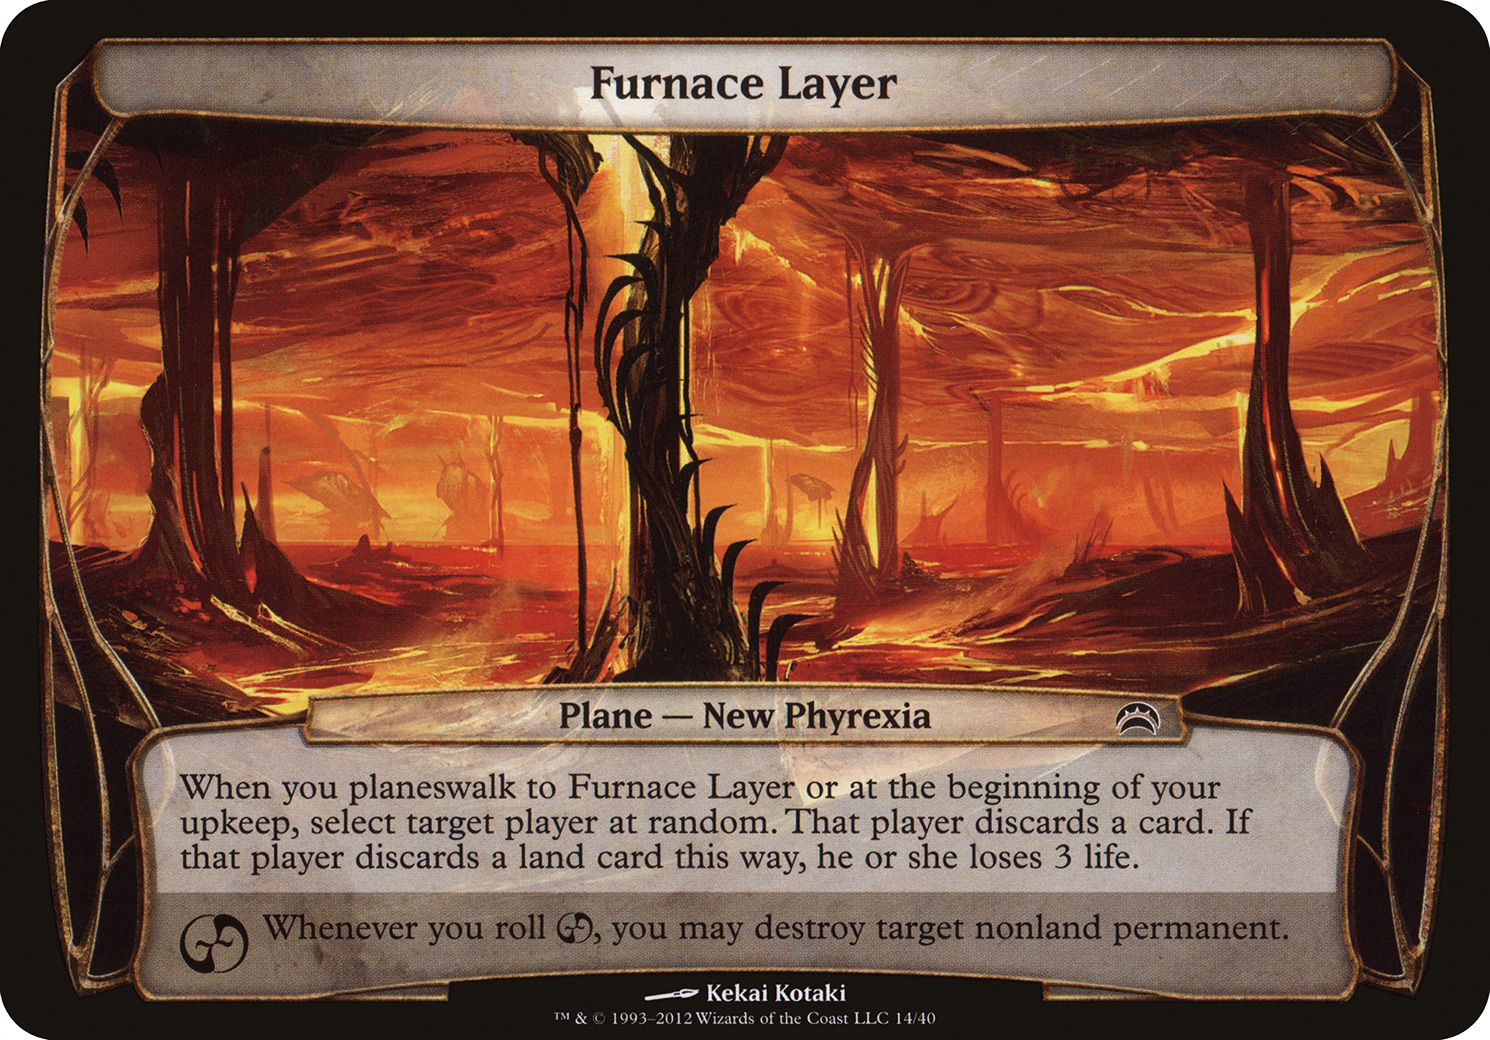 Furnace Layer
Plane — New Phyrexia
When you planeswalk to Furnace Layer or at the beginning of your
upkeep, select target player at random. That player discards a card. If
that player discards a land card this way, he or she loses 3 life.
Whenever you roll , you may destroy target nonland permanent.
Kekai Kotaki
™ & © 1993–2012 Wizards of the Coast LLC 14/40